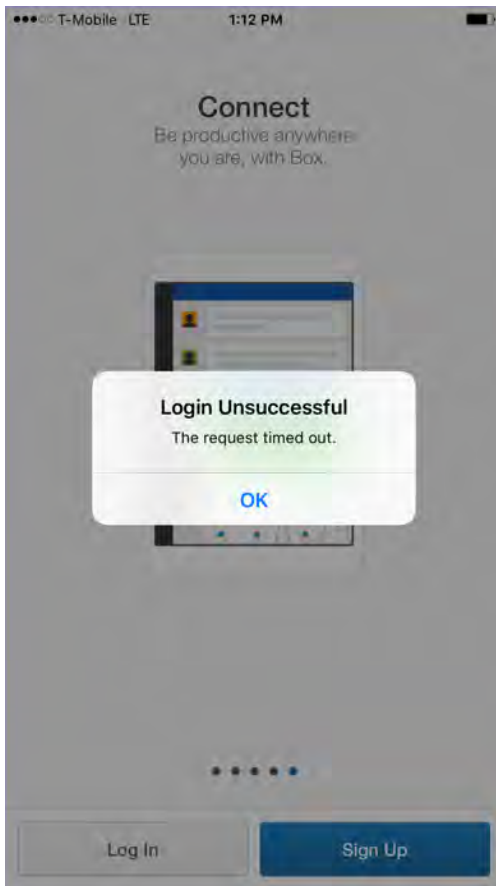 T-Mobile LTE 1:12 PM
Connect
Be productive anywhere
you are, with Box.
Login Unsuccessful
The request timed out.
OK
Log In
Sign Up